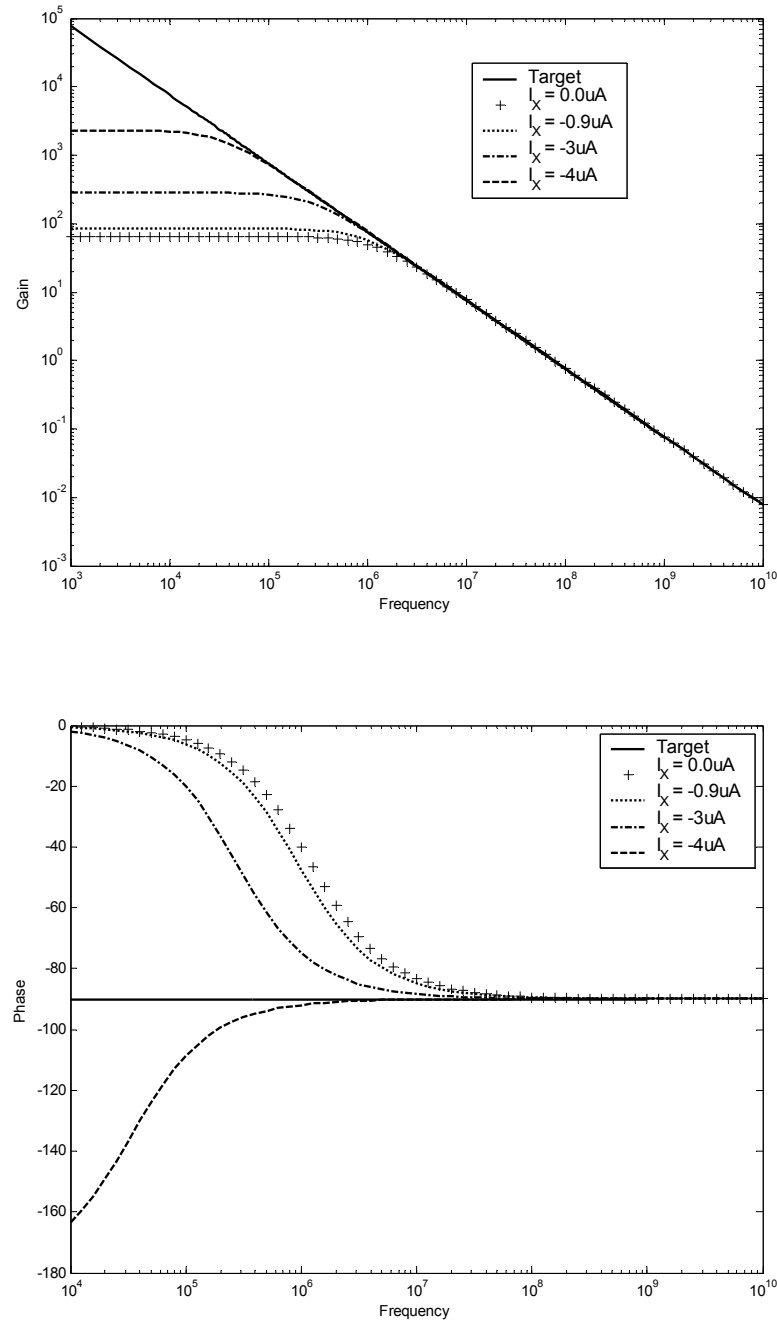 10^5
10^4
10^3
10^2
10^1
10^0
10^-1
10^-2
10^-3
Gain
Target
I_X = 0.0uA
I_X = -0.9uA
I_X = -3uA
I_X = -4uA
10^3 10^4 10^5 10^6 10^7 10^8 10^9 10^10
Frequency
0
-20
-40
-60
-80
-100
-120
-140
-160
-180
Phase
Target
I_X = 0.0uA
I_X = -0.9uA
I_X = -3uA
I_X = -4uA
10^4 10^5 10^6 10^7 10^8 10^9 10^10
Frequency